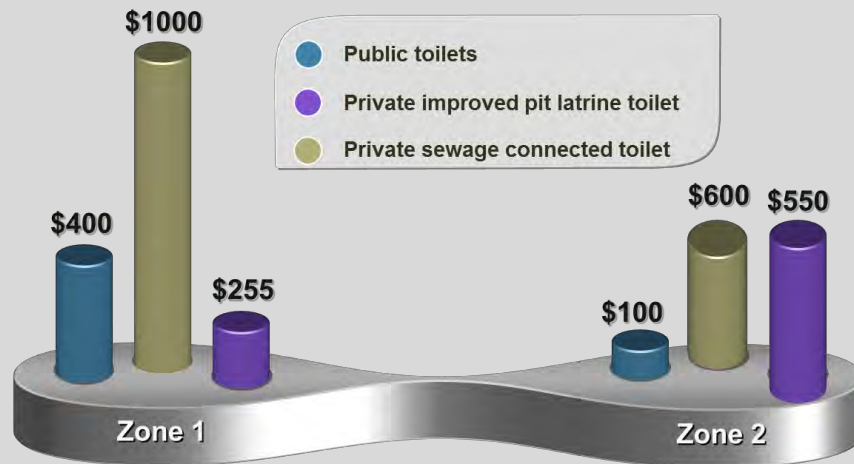 $1000
Public toilets
Private improved pit latrine toilet
Private sewage connected toilet
$400
$255
$600
$550
$100
Zone 1
Zone 2